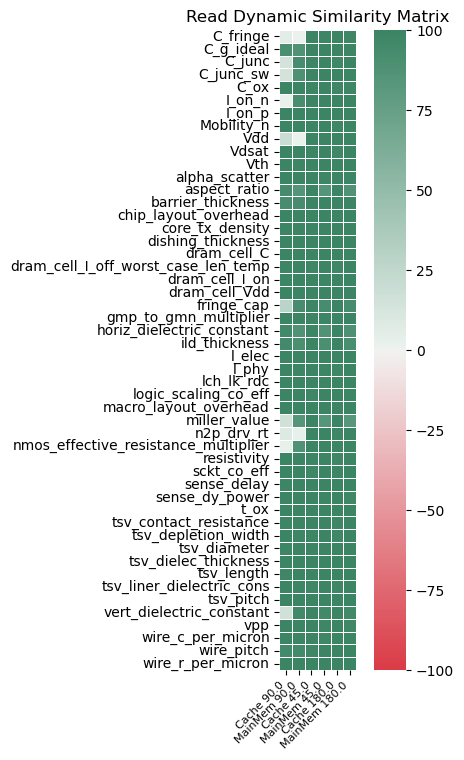 Read Dynamic Similarity Matrix
C_fringe
C_g_ideal
C_junc
C_junc_sw
C_ox
I_on_n
I_on_p
Mobility_n
Vdd
Vdsat
Vth
alpha_scatter
aspect_ratio
barrier_thickness
chip_layout_overhead
core_tx_density
dishing_thickness
dram_cell_C
dram_cell_I_off_worst_case_len_temp
dram_cell_I_on
dram_cell_Vdd
fringe_cap
gmp_to_gmn_multiplier
horiz_dielectric_constant
ild_thickness
l_elec
l_phy
lch_lk_rdc
logic_scaling_co_eff
macro_layout_overhead
miller_value
n2p_drv_rt
nmos_effective_resistance_multiplier
resistivity
sckt_co_eff
sense_delay
sense_dy_power
t_ox
tsv_contact_resistance
tsv_depletion_width
tsv_diameter
tsv_dielec_thickness
tsv_length
tsv_liner_dielectric_cons
tsv_pitch
vert_dielectric_constant
vpp
wire_c_per_micron
wire_pitch
wire_r_per_micron
Cache 90.0
MainMem 90.0
Cache 45.0
MainMem 45.0
Cache 180.0
MainMem 180.0
100
75
50
25
0
−25
−50
−75
−100